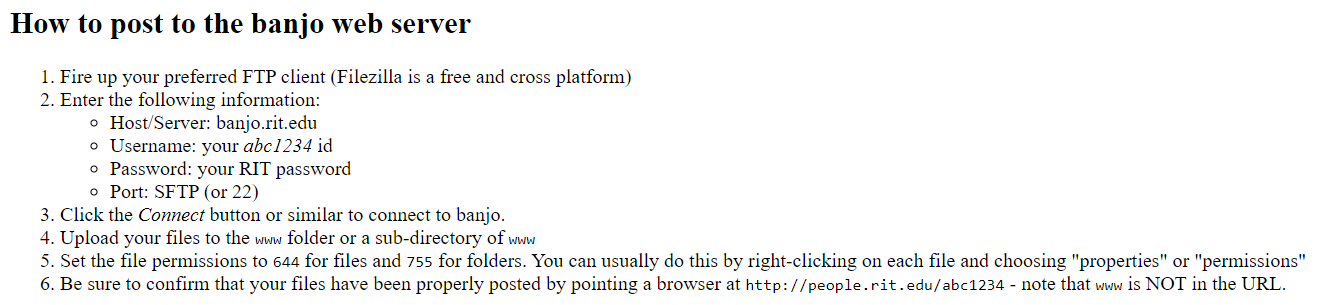 How to post to the banjo web server
1. Fire up your preferred FTP client (Filezilla is a free and cross platform)
2. Enter the following information:
◦ Host/Server: banjo.rit.edu
◦ Username: your abc1234 id
◦ Password: your RIT password
◦ Port: SFTP (or 22)
3. Click the Connect button or similar to connect to banjo.
4. Upload your files to the www folder or a sub-directory of www
5. Set the file permissions to 644 for files and 755 for folders. You can usually do this by right-clicking on each file and choosing "properties" or "permissions"
6. Be sure to confirm that your files have been properly posted by pointing a browser at http://people.rit.edu/abc1234 - note that www is NOT in the URL.